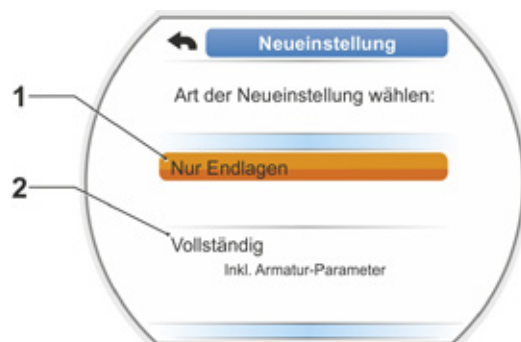 Neueinstellung
Art der Neueinstellung wählen:
1
Nur Endlagen
2
Vollständig
Inkl. Armatur-Parameter